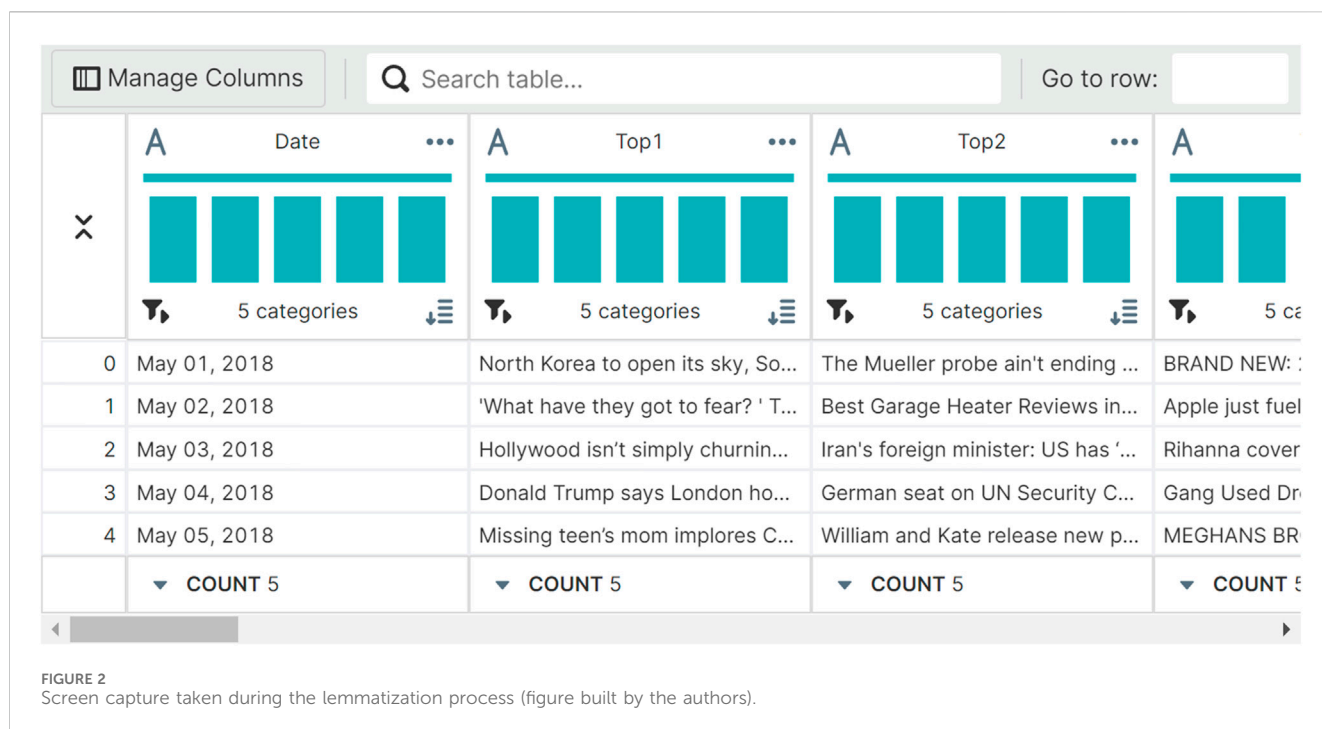 Manage Columns Search table... Go to row:
A Date ... A Top1 ... A Top2 ... A
5 categories 5 categories 5 categories 5
0 May 01, 2018 North Korea to open its sky, So... The Mueller probe ain't ending ... BRAND NEW:
1 May 02, 2018 'What have they got to fear? ' T... Best Garage Heater Reviews in... Apple just fuel
2 May 03, 2018 Hollywood isn’t simply churnin... Iran's foreign minister: US has ‘... Rihanna cover
3 May 04, 2018 Donald Trump says London ho... German seat on UN Security C... Gang Used
4 May 05, 2018 Missing teen’s mom implores C... William and Kate release new p... MEGHANS
COUNT 5 COUNT 5 COUNT 5 COUNT 5
FIGURE 2
Screen capture taken during the lemmatization process (figure built by the authors).